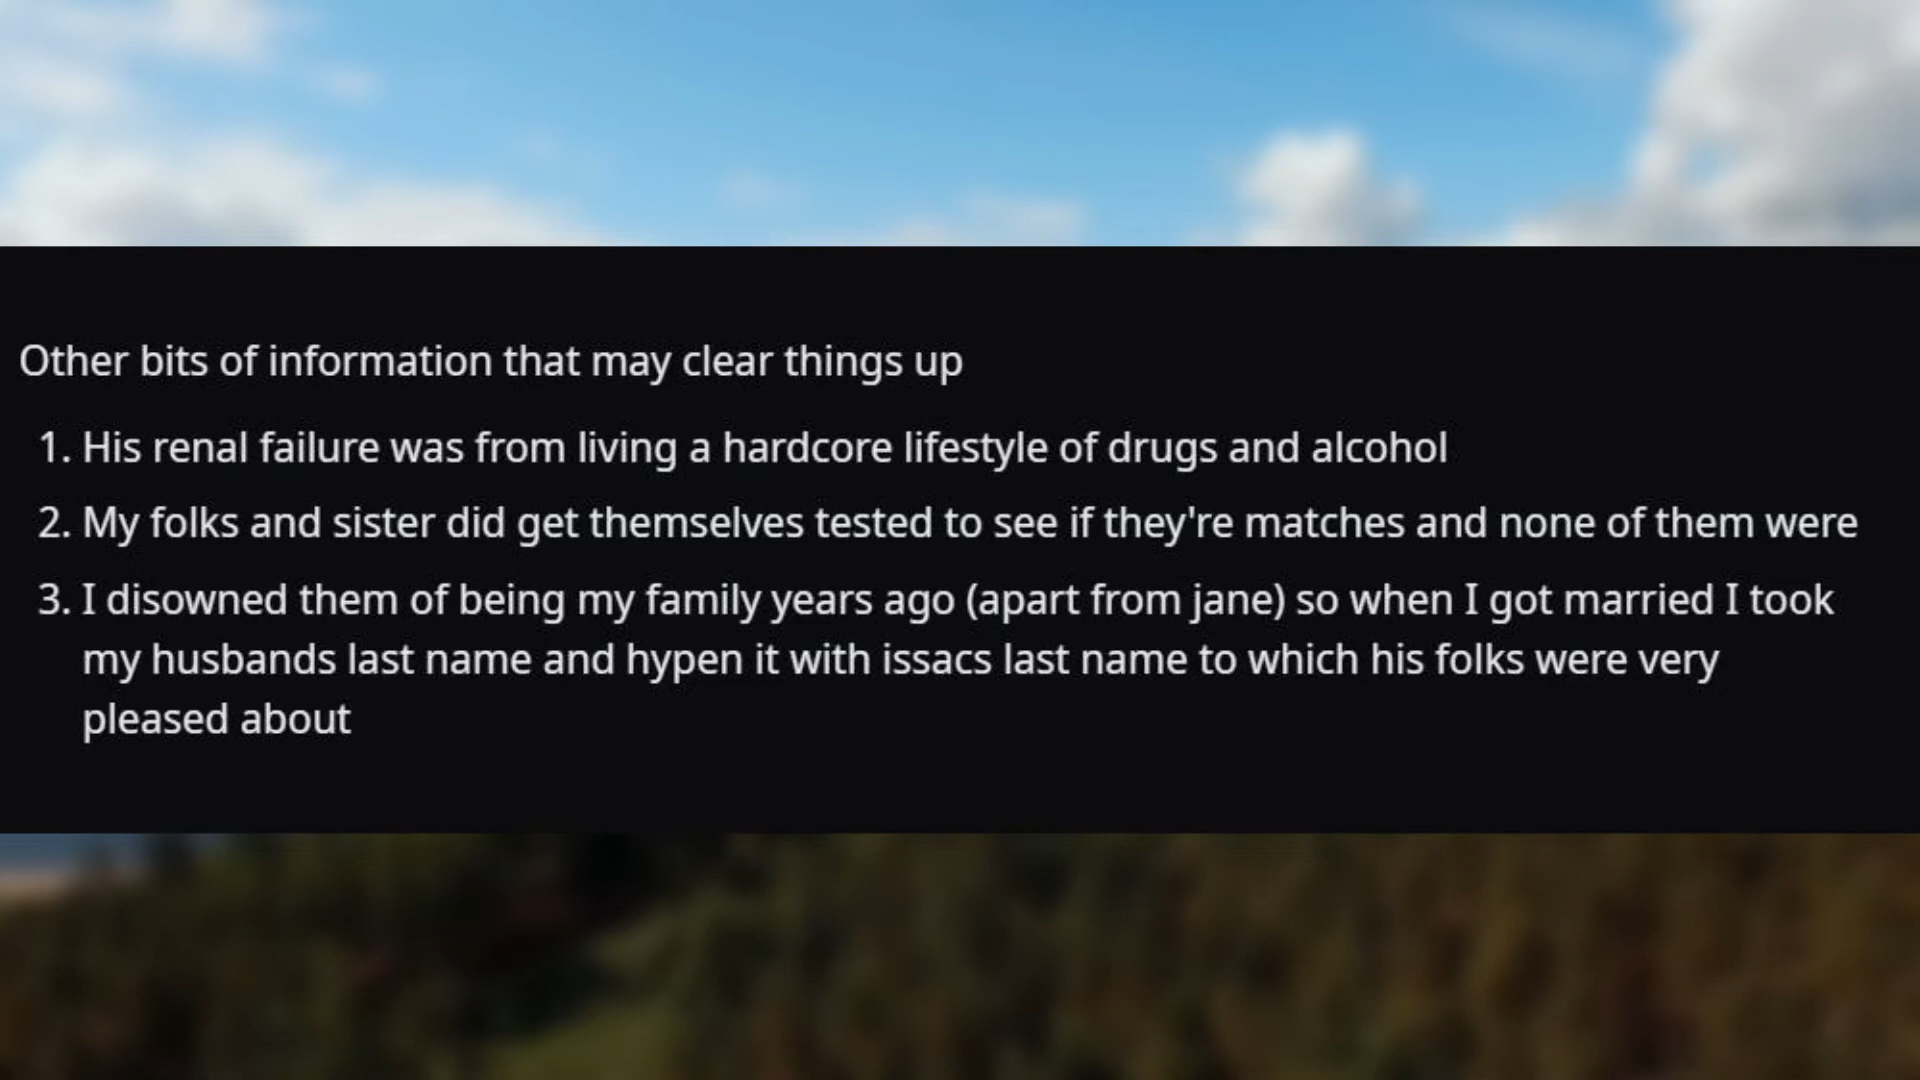 Other bits of information that may clear things up
1. His renal failure was from living a hardcore lifestyle of drugs and alcohol
2. My folks and sister did get themselves tested to see if they're matches and none of them were
3. I disowned them of being my family years ago (apart from jane) so when I got married I took
my husbands last name and hypen it with issacs last name to which his folks were very
pleased about